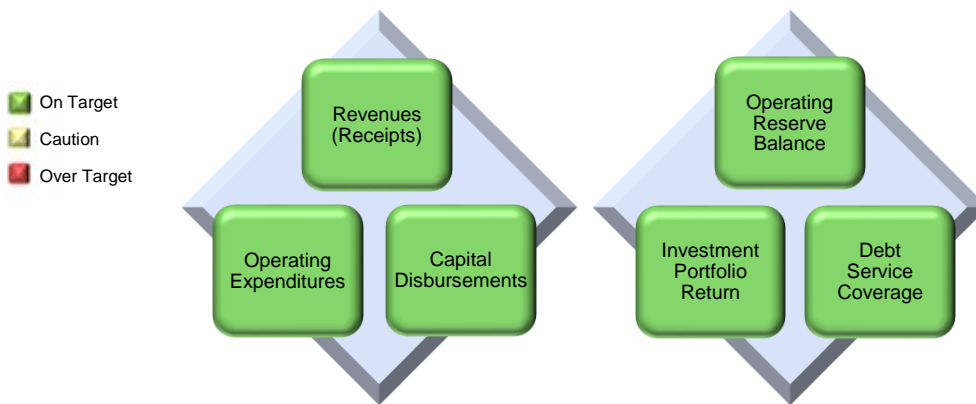 On Target
Caution
Over Target
Revenues
(Receipts)
Operating
Expenditures
Capital
Disbursements
Operating
Reserve
Balance
Investment
Portfolio
Return
Debt
Service
Coverage